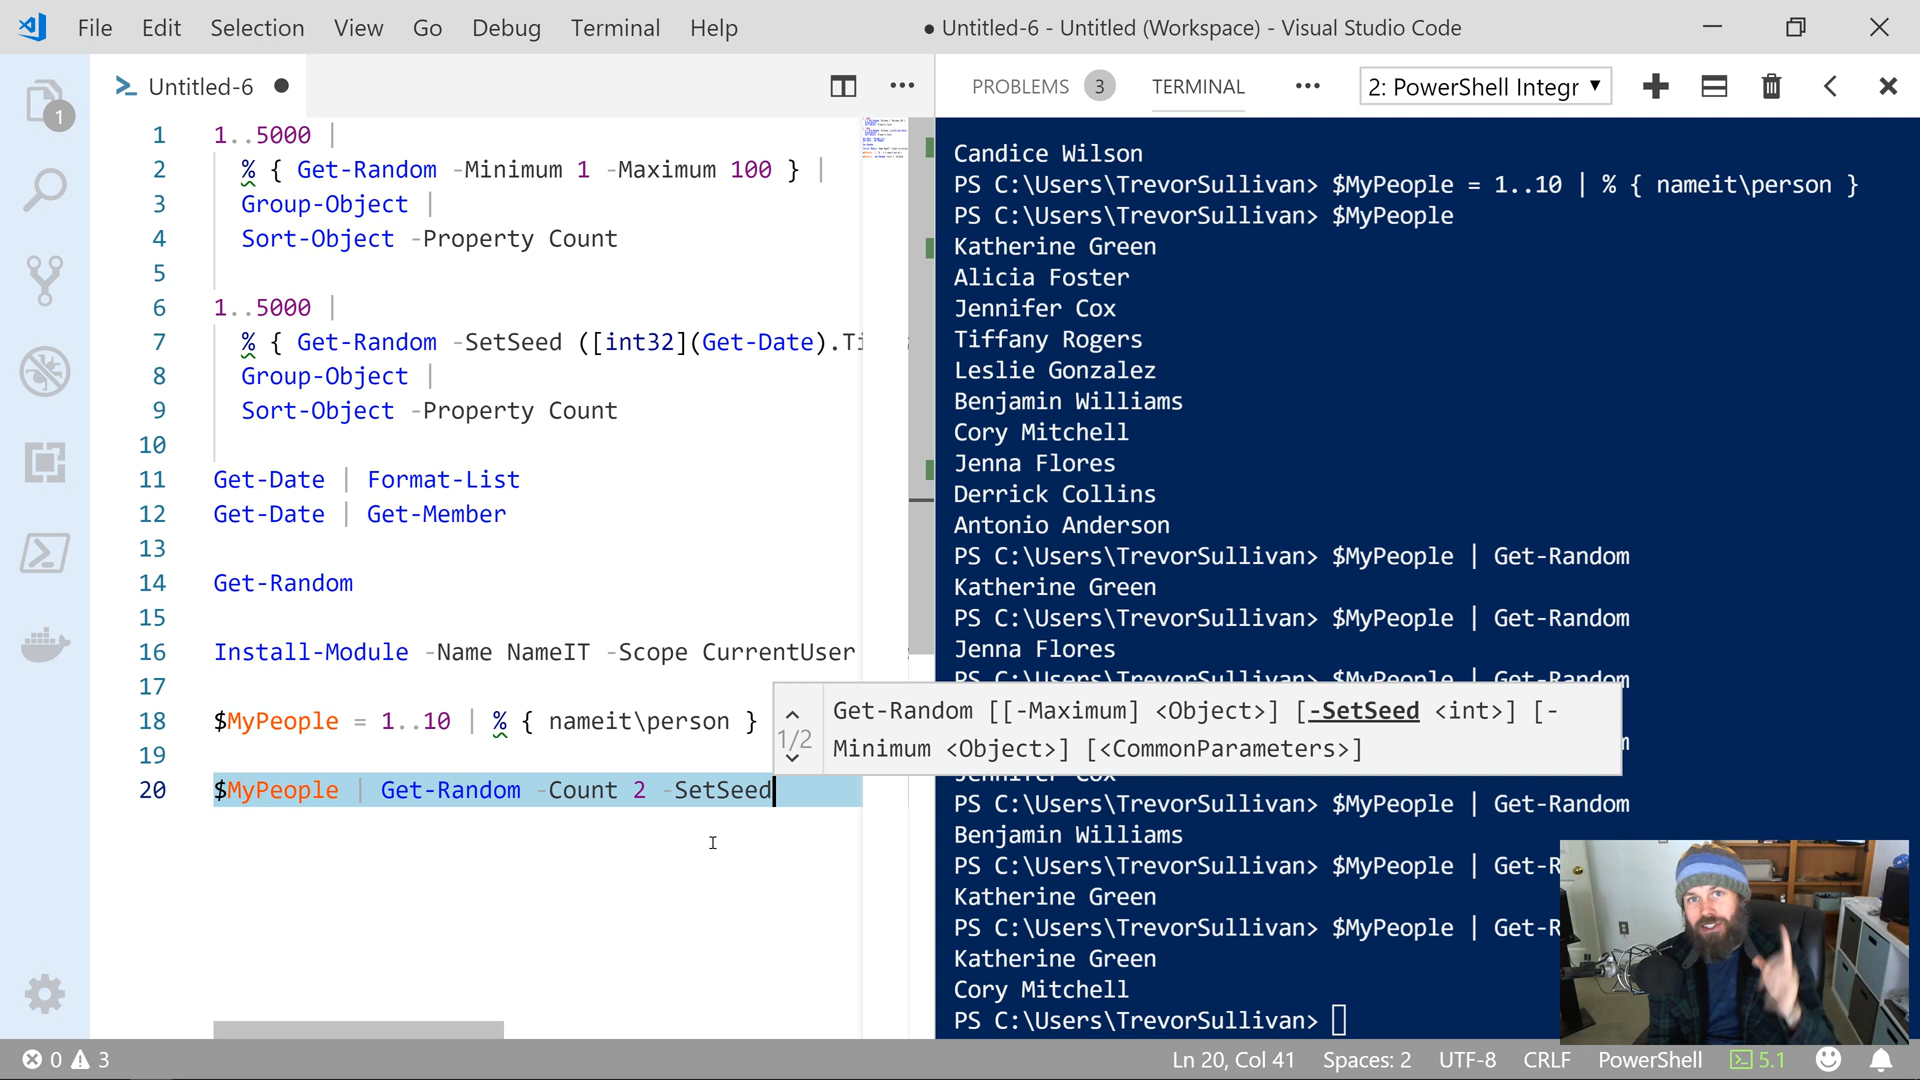 File Edit Selection View Go Debug Terminal Help
● Untitled-6 - Untitled (Workspace) - Visual Studio Code
Untitled-6 ●
1 1..5000 |
2 % { Get-Random -Minimum 1 -Maximum 100 } |
3 Group-Object |
4 Sort-Object -Property Count
5
6 1..5000 |
7 % { Get-Random -SetSeed ([int32](Get-Date).Ti
8 Group-Object |
9 Sort-Object -Property Count
10
11 Get-Date | Format-List
12 Get-Date | Get-Member
13
14 Get-Random
15
16 Install-Module -Name NameIT -Scope CurrentUser
17
18 $MyPeople = 1..10 | % { nameit\person }
19
20 $MyPeople | Get-Random -Count 2 -SetSeed
1/2
Get-Random [[-Maximum] <Object>] [-SetSeed <int>] [-
Minimum <Object>] [<CommonParameters>]
PROBLEMS 3 TERMINAL ••• 2: PowerShell Integr
Candice Wilson
PS C:\Users\TrevorSullivan> $MyPeople = 1..10 | % { nameit\person }
PS C:\Users\TrevorSullivan> $MyPeople
Katherine Green
Alicia Foster
Jennifer Cox
Tiffany Rogers
Leslie Gonzalez
Benjamin Williams
Cory Mitchell
Jenna Flores
Derrick Collins
Antonio Anderson
PS C:\Users\TrevorSullivan> $MyPeople | Get-Random
Katherine Green
PS C:\Users\TrevorSullivan> $MyPeople | Get-Random
Jenna Flores
PS C:\Users\TrevorSullivan> $MyPeople | Get-Random
Jennifer Cox
PS C:\Users\TrevorSullivan> $MyPeople | Get-Random
Benjamin Williams
PS C:\Users\TrevorSullivan> $MyPeople | Get-R
Katherine Green
PS C:\Users\TrevorSullivan> $MyPeople | Get-R
Katherine Green
Cory Mitchell
PS C:\Users\TrevorSullivan>
1
0 3
Ln 20, Col 41 Spaces: 2 UTF-8 CRLF PowerShell 5.1